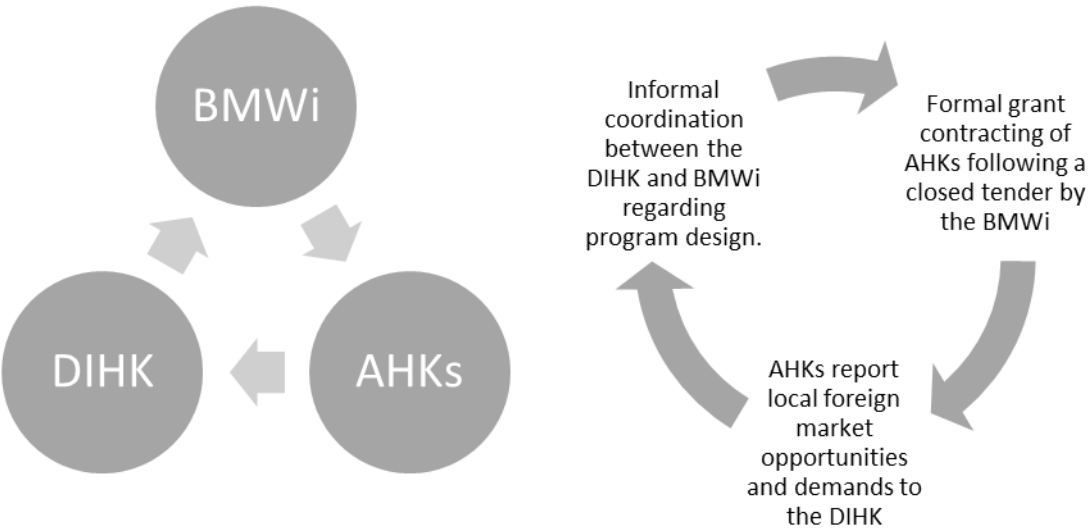 BMWi
DIHK
AHKs
Informal
coordination
between the
DIHK and BMWi
regarding
program design.
Formal grant
contracting of
AHKs following a
closed tender by
the BMWi
AHKs report
local foreign
market
opportunities
and demands to
the DIHK